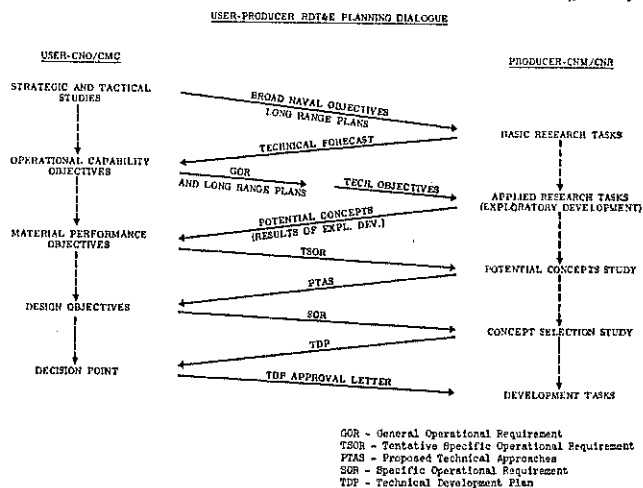 USER-PRODUCER RDT&E PLANNING DIALOGUE
USER-CNO/CMC
PRODUCER-CNM/CNR
STRATEGIC AND TACTICAL
STUDIES
BROAD NAVAL OBJECTIVES
LONG RANGE PLANS
BASIC RESEARCH TASKS
TECHNICAL FORECAST
OPERATIONAL CAPABILITY
OBJECTIVES
GOR
AND LONG RANGE PLANS
TECH. OBJECTIVES
APPLIED RESEARCH TASKS
(EXPLORATORY DEVELOPMENT)
POTENTIAL CONCEPTS
(RESULTS OF EXPL. DEV.)
MATERIAL PERFORMANCE
OBJECTIVES
TSOR
POTENTIAL CONCEPTS STUDY
PTAS
DESIGN OBJECTIVES
SOR
CONCEPT SELECTION STUDY
TDP
DECISION POINT
TDP APPROVAL LETTER
DEVELOPMENT TASKS
GOR - General Operational Requirement
TSOR - Tentative Specific Operational Requirement
PTAS - Proposed Technical Approaches
SOR - Specific Operational Requirement
TDP - Technical Development Plan